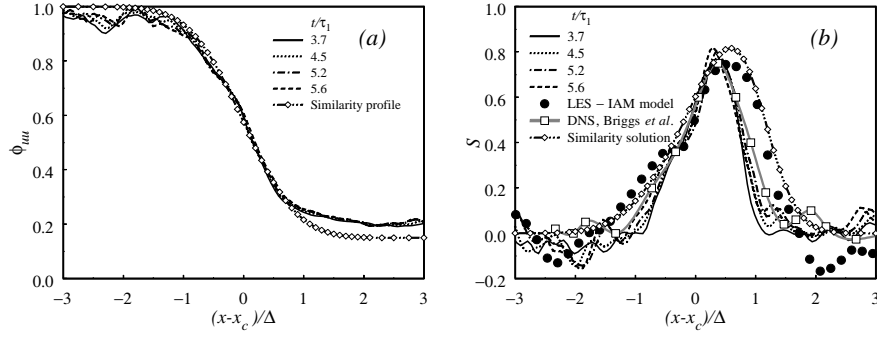 1.0
0.8
0.6
0.4
0.2
0.0
ϕuu
−3 −2 −1 0 1 2 3
(x-xc)/Δ
(a)
t/τ1
3.7
4.5
5.2
5.6
Similarity profile
1.0
0.8
0.6
0.4
0.2
0.0
−0.2
S
−3 −2 −1 0 1 2 3
(x-xc)/Δ
(b)
t/τ1
3.7
4.5
5.2
5.6
LES − IAM model
DNS, Briggs et al.
Similarity solution